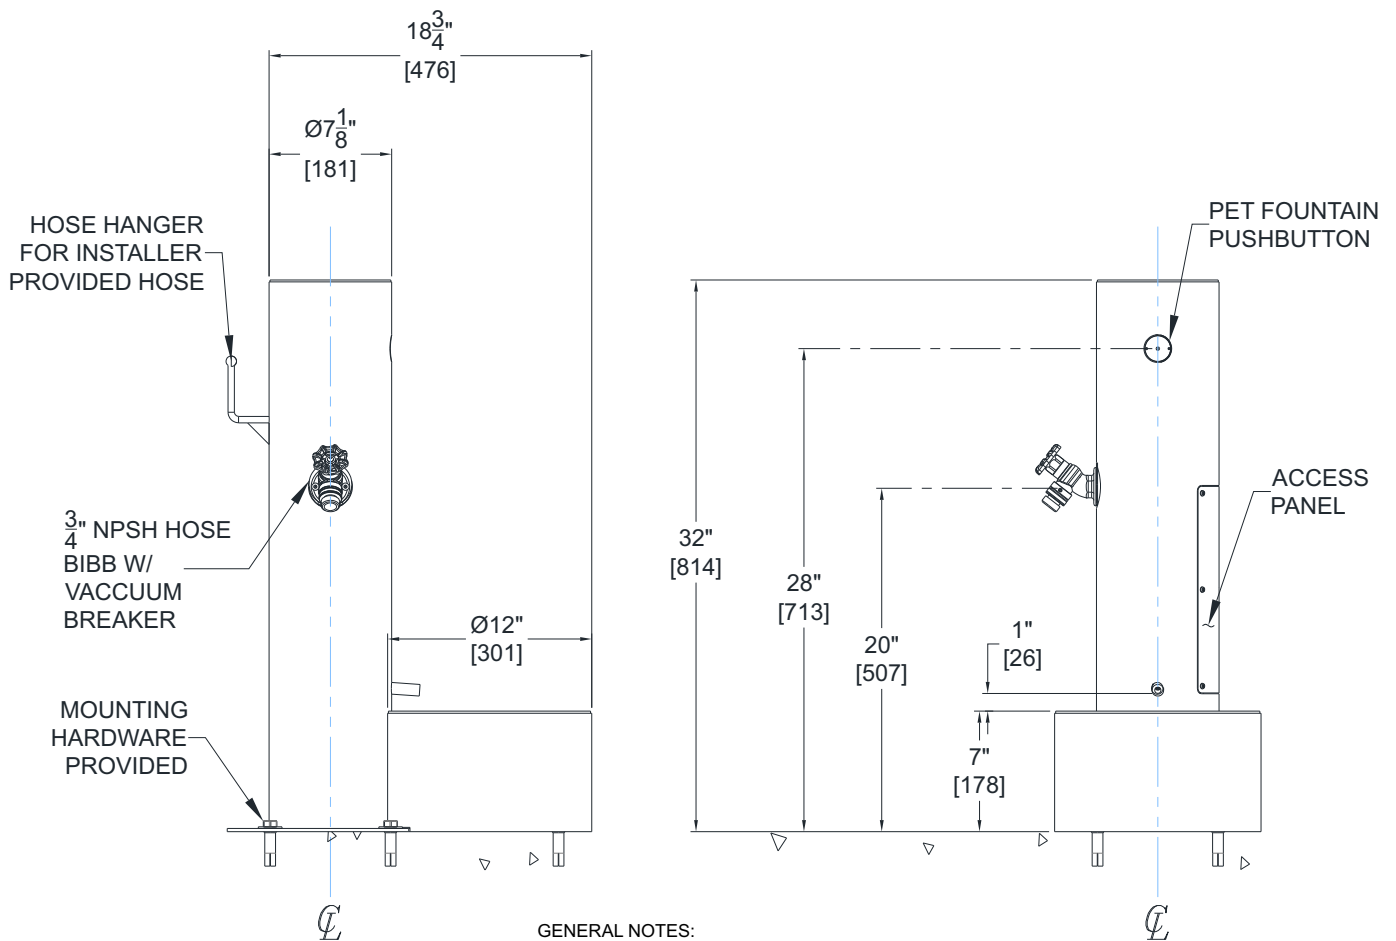 18 3/4"
[476]
Ø7 1/8"
[181]
HOSE HANGER
FOR INSTALLER
PROVIDED HOSE
3/4" NPSH HOSE
BIBB W/
VACCUUM
BREAKER
Ø12"
[301]
MOUNTING
HARDWARE
PROVIDED
℄
PET FOUNTAIN
PUSHBUTTON
ACCESS
PANEL
32"
[814]
28"
[713]
20"
[507]
1"
[26]
7"
[178]
℄
GENERAL NOTES: